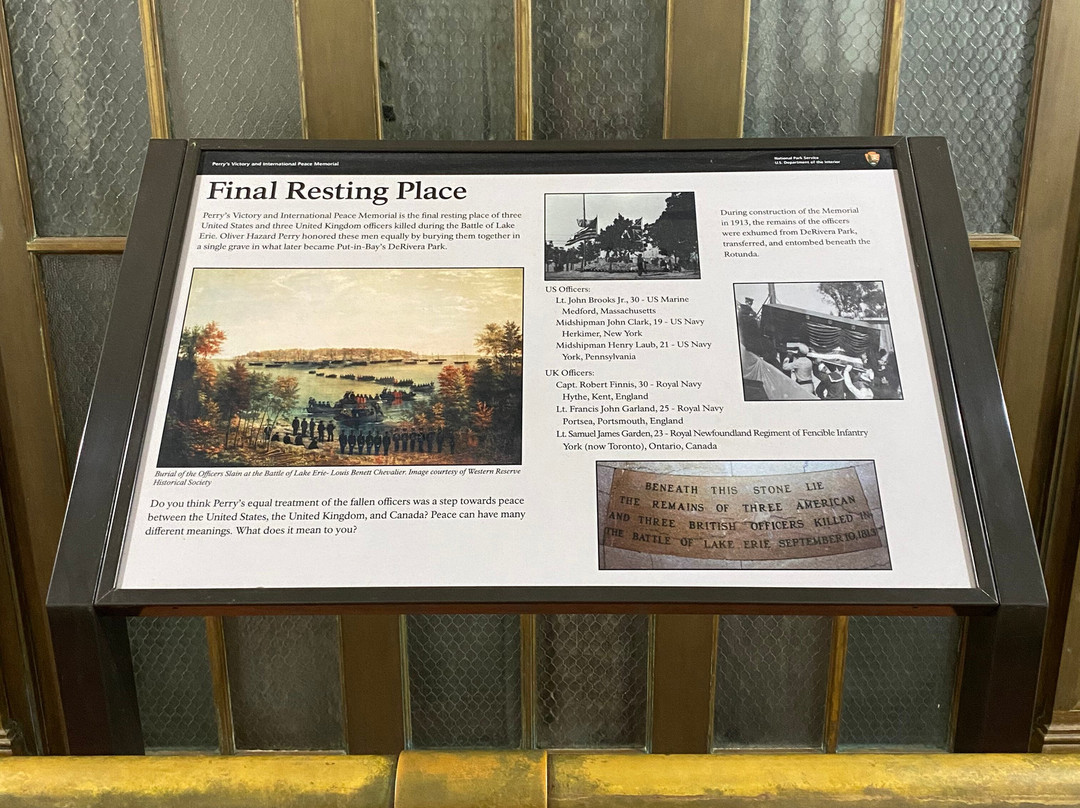 Perry's Victory and International Peace Memorial
National Park Service
U.S. Department of the Interior
Final Resting Place
Perry's Victory and International Peace Memorial is the final resting place of three
United States and three United Kingdom officers killed during the Battle of Lake
Erie. Oliver Hazard Perry honored these men equally by burying them together in
a single grave in what later became Put-in-Bay's DeRivera Park.
Burial of the Officers Slain at the Battle of Lake Erie- Louis Benett Chevalier. Image courtesy of Western Reserve
Historical Society
Do you think Perry's equal treatment of the fallen officers was a step towards peace
between the United States, the United Kingdom, and Canada? Peace can have many
different meanings. What does it mean to you?
US Officers:
Lt. John Brooks Jr., 30 - US Marine
Medford, Massachusetts
Midshipman John Clark, 19 - US Navy
Herkimer, New York
Midshipman Henry Laub, 21 - US Navy
York, Pennsylvania
UK Officers:
Capt. Robert Finnis, 30 - Royal Navy
Hythe, Kent, England
Lt. Francis John Garland, 25 - Royal Navy
Portsea, Portsmouth, England
Lt. Samuel James Garden, 23 - Royal Newfoundland Regiment of Fencible Infantry
York (now Toronto), Ontario, Canada
During construction of the Memorial
in 1913, the remains of the officers
were exhumed from DeRivera Park,
transferred, and entombed beneath the
Rotunda.
BENEATH THIS STONE LIE
THE REMAINS OF THREE AMERICAN
AND THREE BRITISH OFFICERS KILLED IN
THE BATTLE OF LAKE ERIE SEPTEMBER 10, 1813